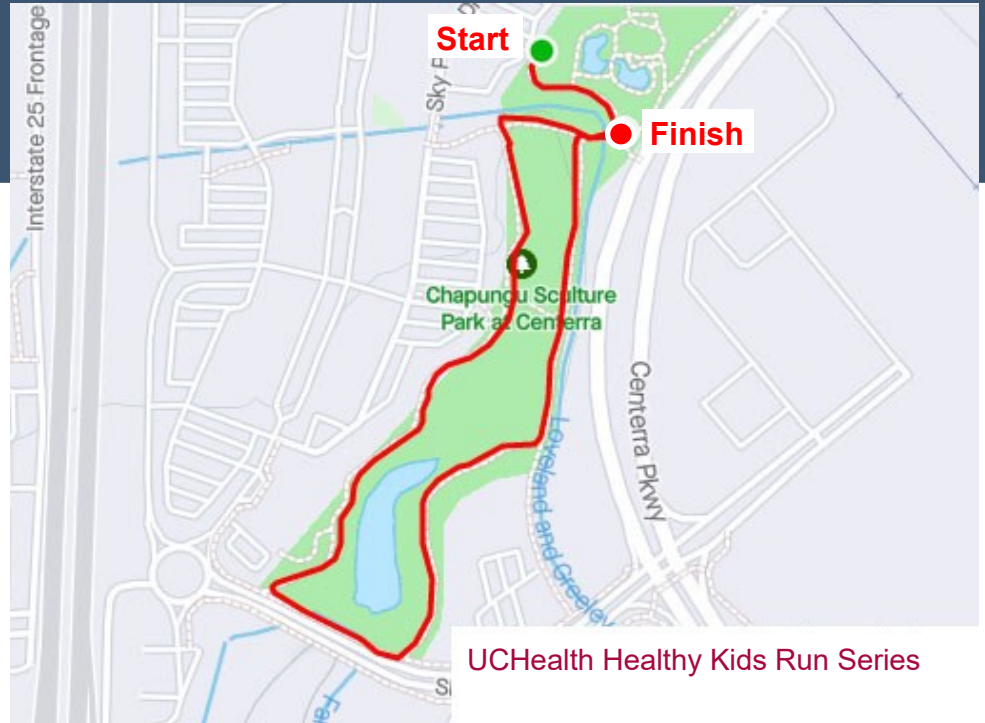 Start
Finish
Interstate 25 Frontage
Sky P
Chapungu Sculpture
Park at Centerra
Centerra Pkwy
Loveland and Greeley
UCHealth Healthy Kids Run Series